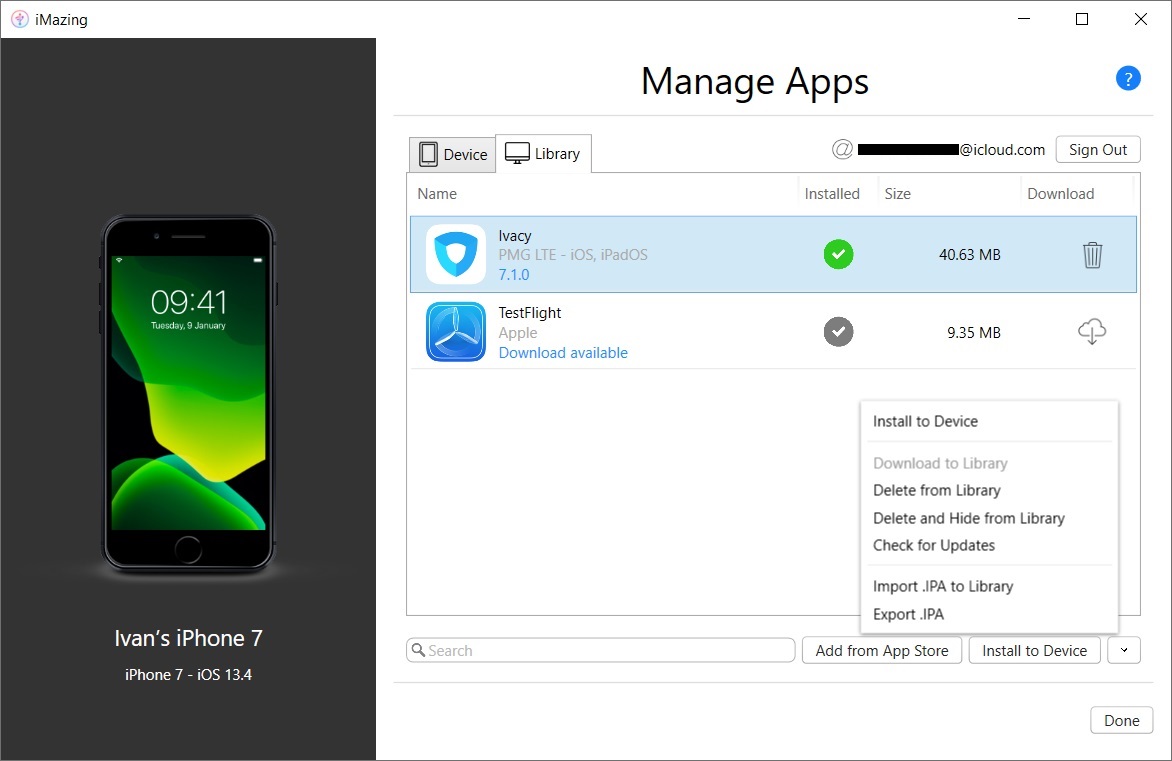 iMazing
Manage Apps
?
Device
Library
@
@icloud.com
Sign Out
Name
Installed
Size
Download
Ivacy
PMG LTE - iOS, iPadOS
7.1.0
40.63 MB
TestFlight
Apple
Download available
9.35 MB
09:41
Tuesday, 9 January
Install to Device
Download to Library
Delete from Library
Delete and Hide from Library
Check for Updates
Import .IPA to Library
Export .IPA
Ivan’s iPhone 7
iPhone 7 - iOS 13.4
Search
Add from App Store
Install to Device
Done